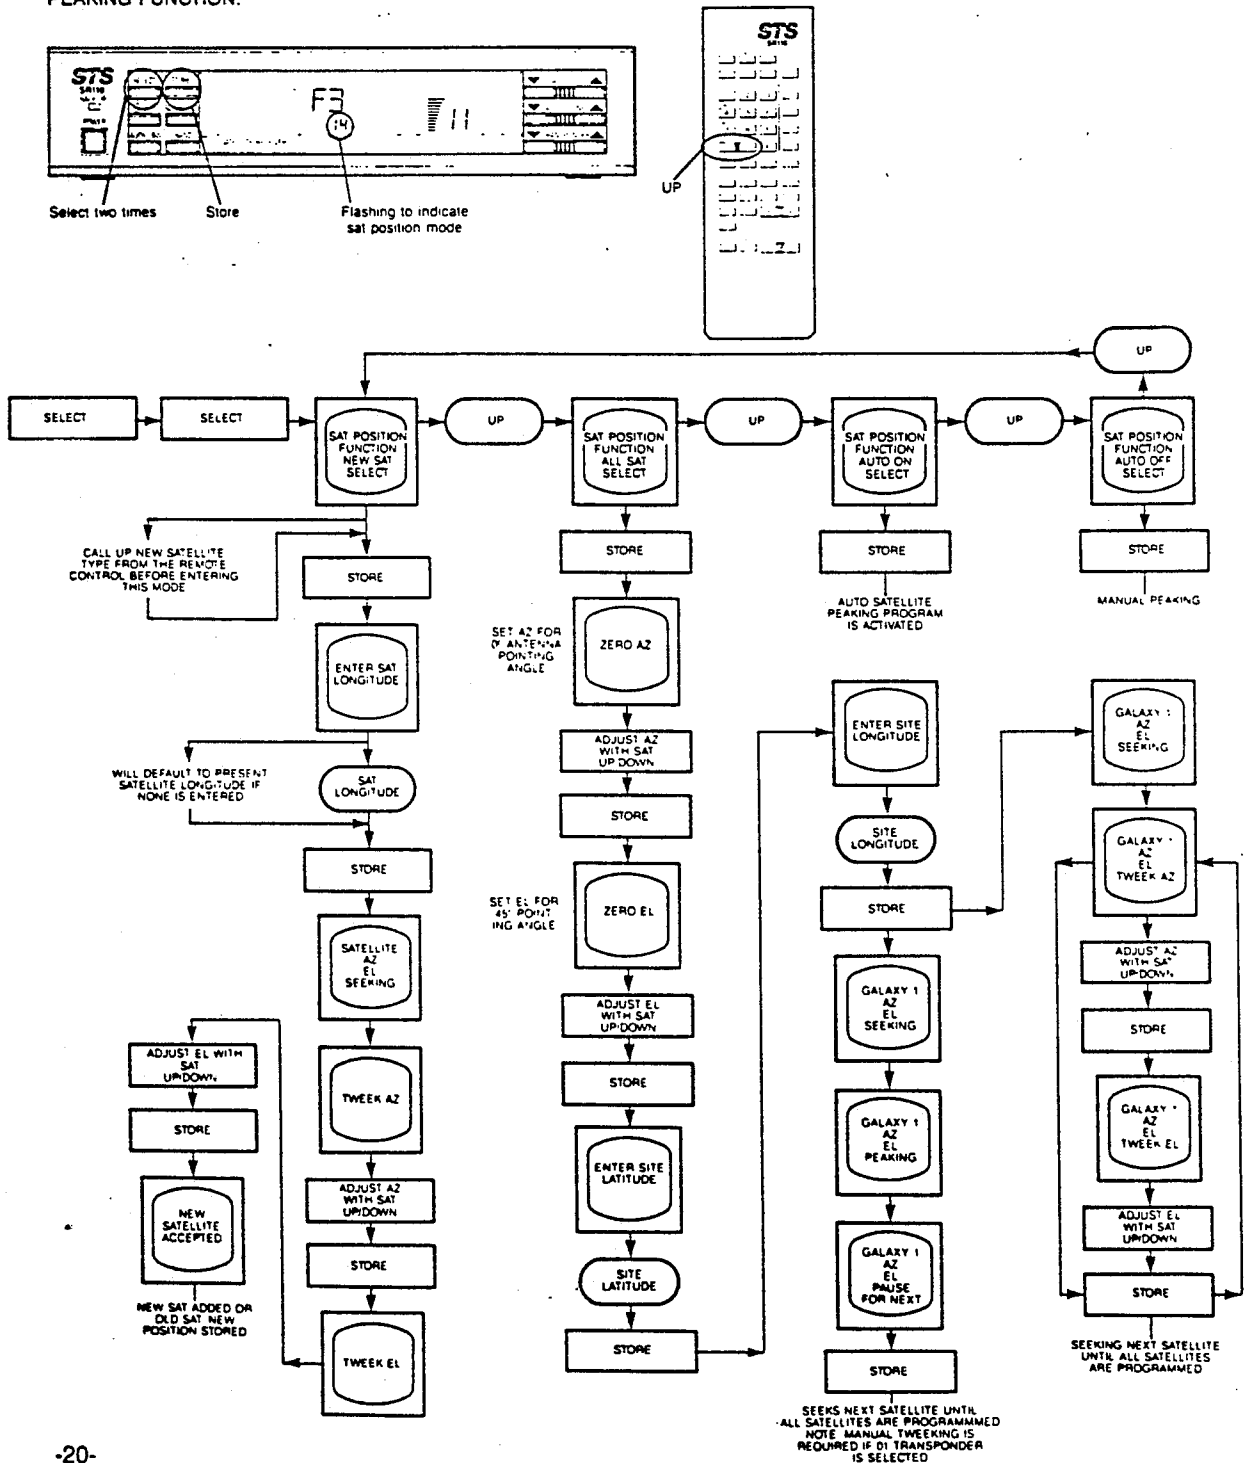 PEAKING FUNCTION.
STS
SR116
STS
SR116
F3
14
11
UP
Select two times
Store
Flashing to indicate
sat position mode
UP
SELECT
SELECT
SAT POSITION
FUNCTION
NEW SAT
SELECT
UP
SAT POSITION
FUNCTION
ALL SAT
SELECT
UP
SAT POSITION
FUNCTION
AUTO ON
SELECT
UP
SAT POSITION
FUNCTION
AUTO OFF
SELECT
CALL UP NEW SATELLITE
TYPE FROM THE REMOTE
CONTROL BEFORE ENTERING
THIS MODE
STORE
ENTER SAT
LONGITUDE
WILL DEFAULT TO PRESENT
SATELLITE LONGITUDE IF
NONE IS ENTERED
SAT
LONGITUDE
STORE
SATELLITE
AZ
EL
SEEKING
TWEEK AZ
ADJUST AZ
WITH SAT
UP/DOWN
STORE
TWEEK EL
ADJUST EL WITH
SAT
UP/DOWN
STORE
NEW
SATELLITE
ACCEPTED
NEW SAT ADDED OR
OLD SAT NEW
POSITION STORED
STORE
SET AZ FOR
0° ANTENNA
POINTING
ANGLE
ZERO AZ
ADJUST AZ
WITH SAT
UP DOWN
STORE
SET EL FOR
45° POINT
ING ANGLE
ZERO EL
ADJUST EL
WITH SAT
UP/DOWN
STORE
ENTER SITE
LATITUDE
SITE
LATITUDE
STORE
STORE
AUTO SATELLITE
PEAKING PROGRAM
IS ACTIVATED
ENTER SITE
LONGITUDE
SITE
LONGITUDE
STORE
GALAXY 1
AZ
EL
SEEKING
GALAXY 1
AZ
EL
PEAKING
GALAXY 1
AZ
EL
PAUSE
FOR NEXT
STORE
SEEKS NEXT SATELLITE UNTIL
ALL SATELLITES ARE PROGRAMMMED
NOTE MANUAL TWEEKING IS
REQUIRED IF 01 TRANSPONDER
IS SELECTED
STORE
MANUAL PEAKING
GALAXY 1
AZ
EL
SEEKING
GALAXY 1
AZ
EL
TWEEK AZ
ADJUST AZ
WITH SAT
UP/DOWN
STORE
GALAXY 1
AZ
EL
TWEEK EL
ADJUST EL
WITH SAT
UP/DOWN
STORE
SEEKING NEXT SATELLITE
UNTIL ALL SATELLITES
ARE PROGRAMMED
-20-